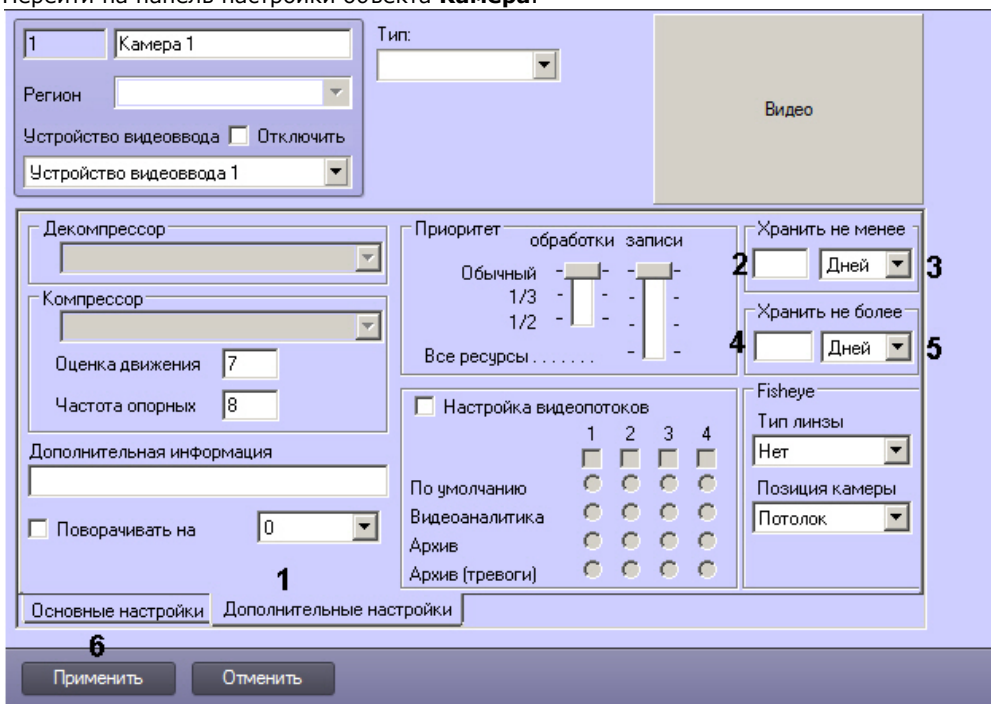 Перейти на панель настройки объекта Камера.
1 Камера 1
Тип:
Регион
Видео
Устройство видеоввода Отключить
Устройство видеоввода 1
Декомпрессор
Компрессор
Оценка движения 7
Частота опорных 8
Дополнительная информация
Поворачивать на 0
Приоритет
обработки записи
Обычный
1/3
1/2
Все ресурсы . . . . . . .
Настройка видеопотоков
1 2 3 4
По умолчанию
Видеоаналитика
Архив
Архив (тревоги)
Хранить не менее
2 Дней 3
Хранить не более
4 Дней 5
Fisheye
Тип линзы
Нет
Позиция камеры
Потолок
1
Основные настройки Дополнительные настройки
6
Применить Отменить